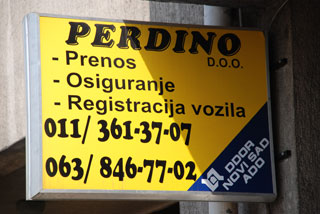 PERDINO
D.O.O.
- Prenos
- Osiguranje
- Registracija vozila
011/ 361-37-07
063/ 846-77-02
DDOR
NOVI SAD
ADO